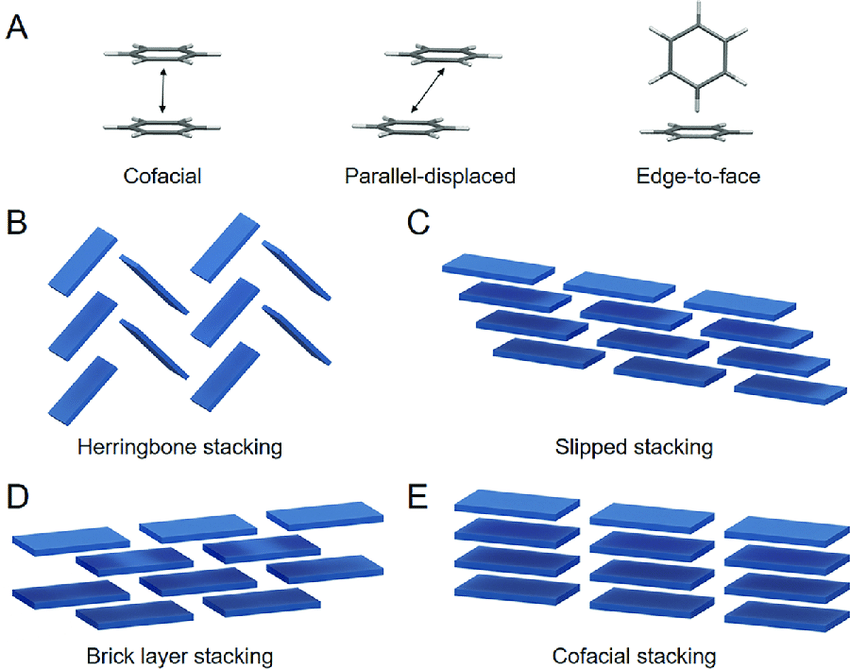 A
Cofacial
Parallel-displaced
Edge-to-face
B
C
Herringbone stacking
Slipped stacking
D
E
Brick layer stacking
Cofacial stacking